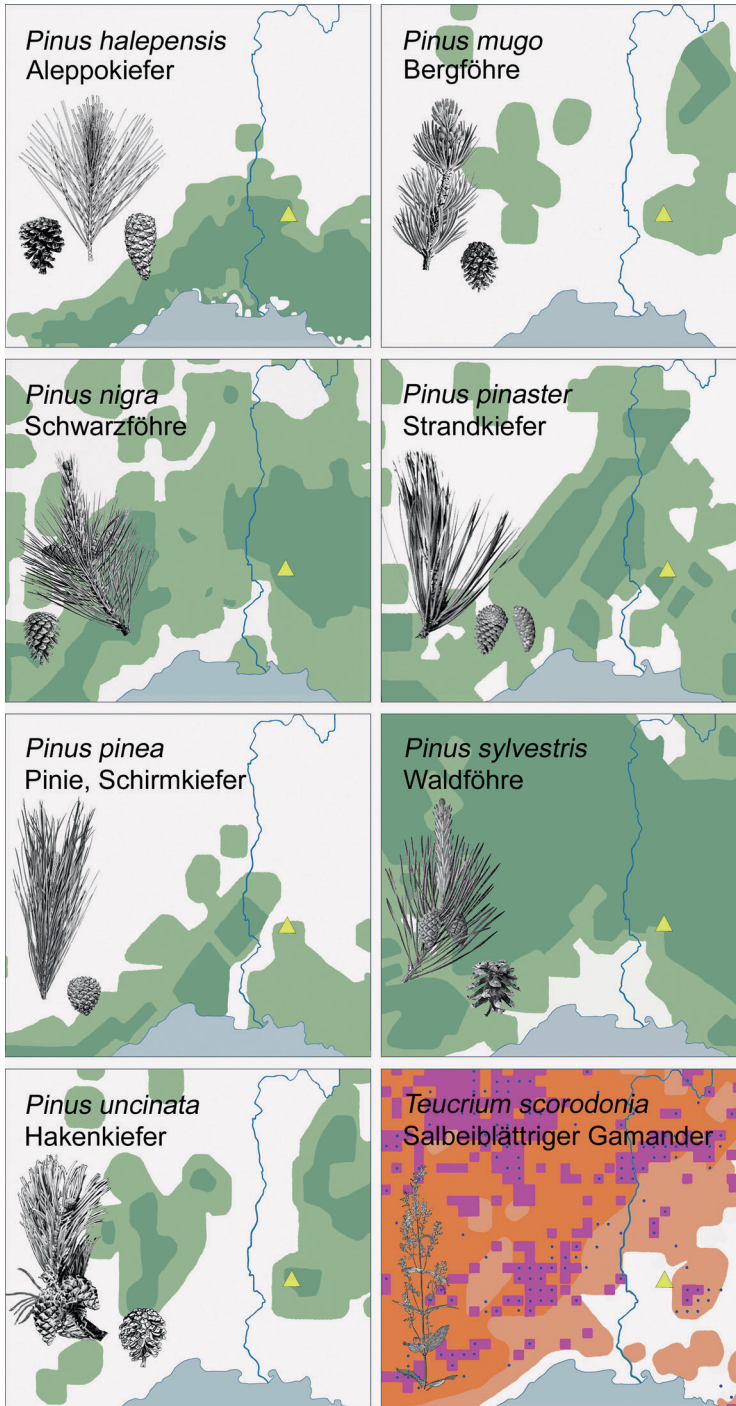 Pinus halepensis
Aleppokiefer
Pinus mugo
Bergföhre
Pinus nigra
Schwarzföhre
Pinus pinaster
Strandkiefer
Pinus pinea
Pinie, Schirmkiefer
Pinus sylvestris
Waldföhre
Pinus uncinata
Hakenkiefer
Teucrium scorodonia
Salbeiblättriger Gamander